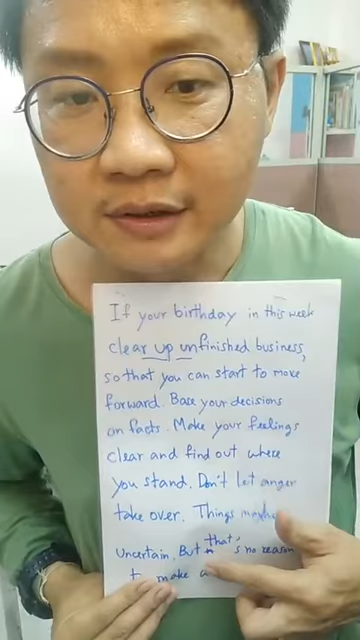 If your birthday in this week
clear up unfinished business,
so that you can start to move
forward. Base your decisions
on facts. Make your feelings
clear and find out where
you stand. Don't let anger
take over. Things maybe
uncertain. But that's no reason
to make a